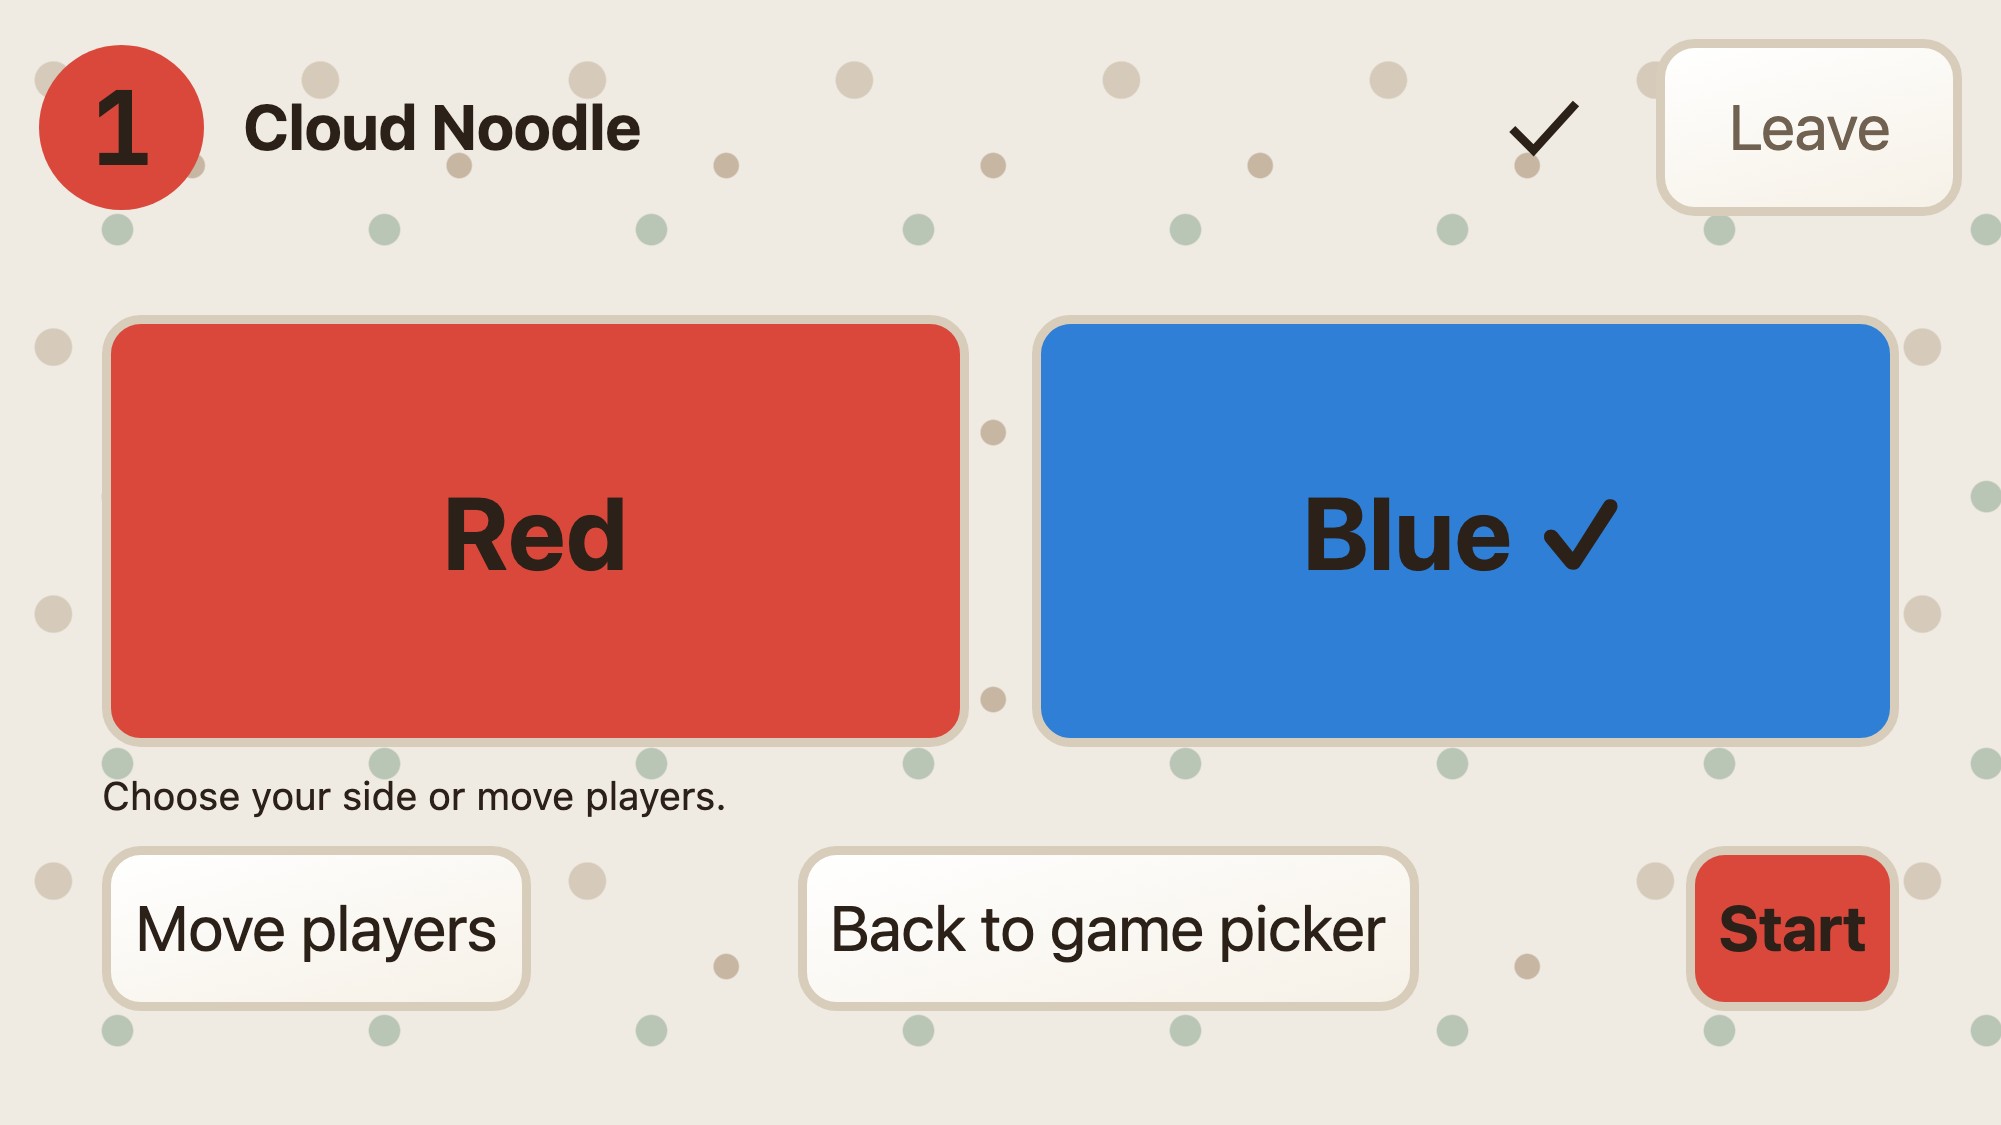 1 Cloud Noodle ✓ Leave
Red
Blue ✓
Choose your side or move players.
Move players
Back to game picker
Start